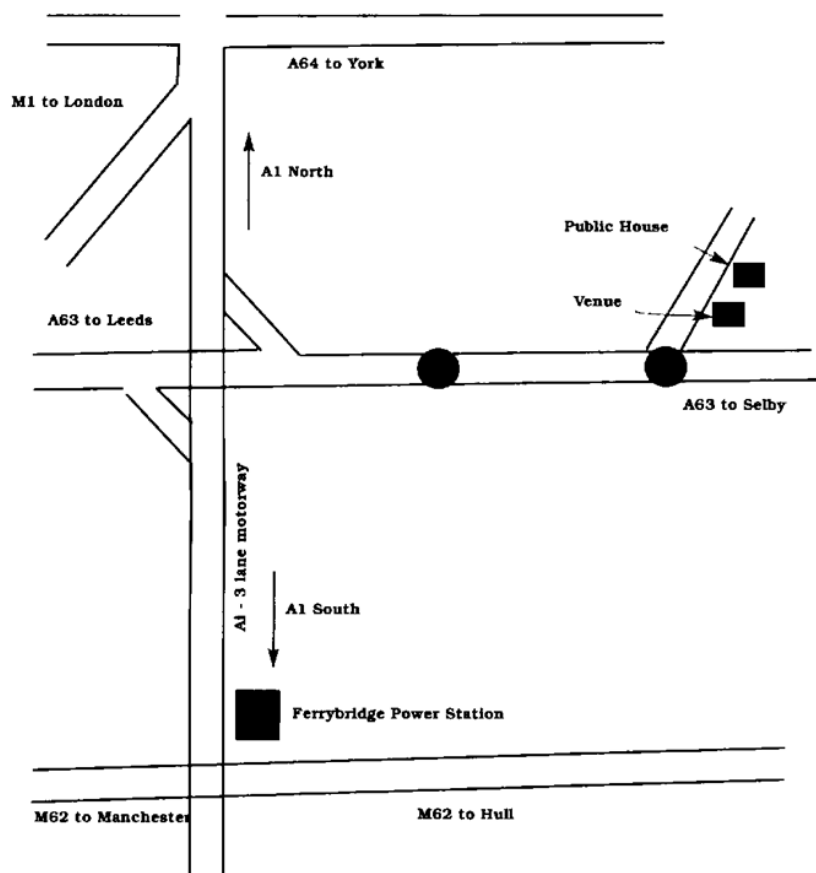 A64 to York
M1 to London
A1 North
Public House
Venue
A63 to Leeds
A63 to Selby
A1 - 3 lane motorway
A1 South
Ferrybridge Power Station
M62 to Manchester
M62 to Hull